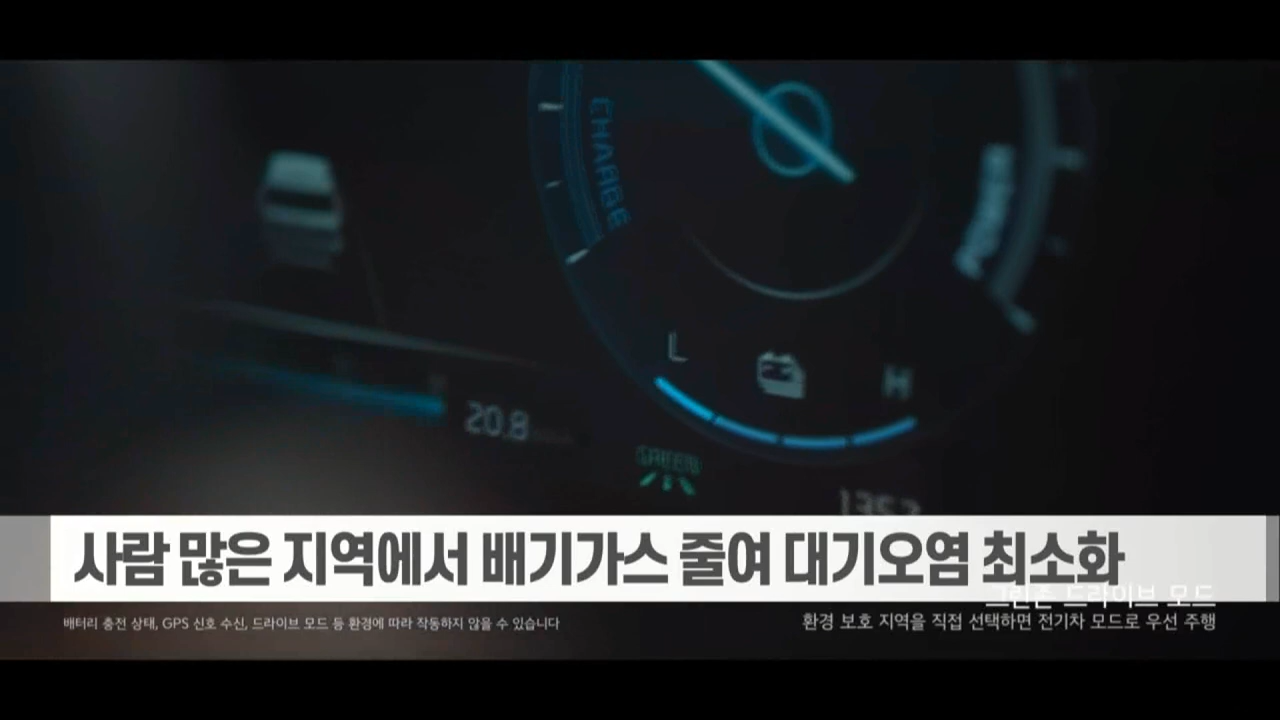 CHARGE
L
H
20.8
GREEN
1352
사람 많은 지역에서 배기가스 줄여 대기오염 최소화
그린존 드라이브 모드
배터리 충전 상태, GPS 신호 수신, 드라이브 모드 등 환경에 따라 작동하지 않을 수 있습니다
환경 보호 지역을 직접 선택하면 전기차 모드로 우선 주행